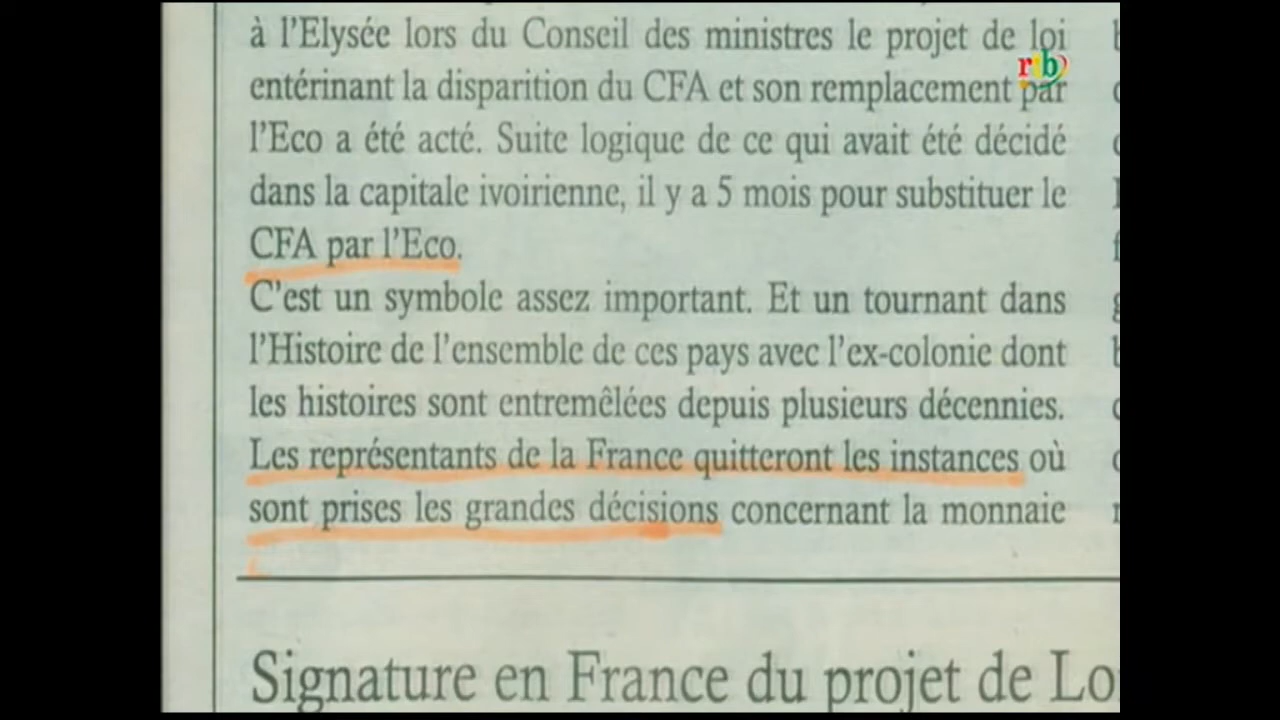 à l'Elysée lors du Conseil des ministres le projet de loi
rtb
entérinant la disparition du CFA et son remplacement par
l'Eco a été acté. Suite logique de ce qui avait été décidé
dans la capitale ivoirienne, il y a 5 mois pour substituer le
CFA par l'Eco.
C'est un symbole assez important. Et un tournant dans
l'Histoire de l'ensemble de ces pays avec l'ex-colonie dont
les histoires sont entremêlées depuis plusieurs décennies.
Les représentants de la France quitteront les instances où
sont prises les grandes décisions concernant la monnaie
Signature en France du projet de Lo